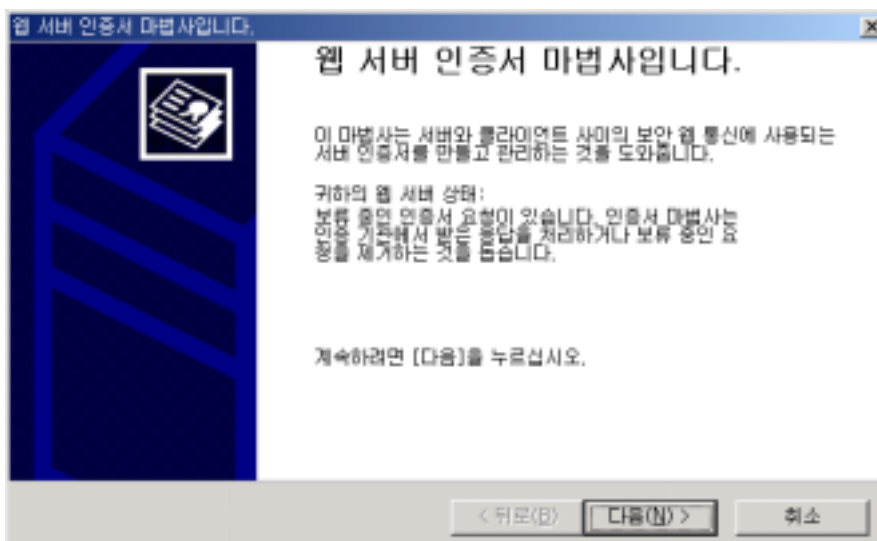 웹 서버 인증서 마법사입니다.
웹 서버 인증서 마법사입니다.
이 마법사는 서버와 클라이언트 사이의 보안 웹 통신에 사용되는
서버 인증서를 만들고 관리하는 것을 도와줍니다.
귀하의 웹 서버 상태:
보류 중인 인증서 요청이 있습니다. 인증서 마법사는
인증 기관에서 받은 응답을 처리하거나 보류 중인 요
청을 제거하는 것을 돕습니다.
계속하려면 [다음]을 누르십시오.
< 뒤로(B)
다음(N) >
취소